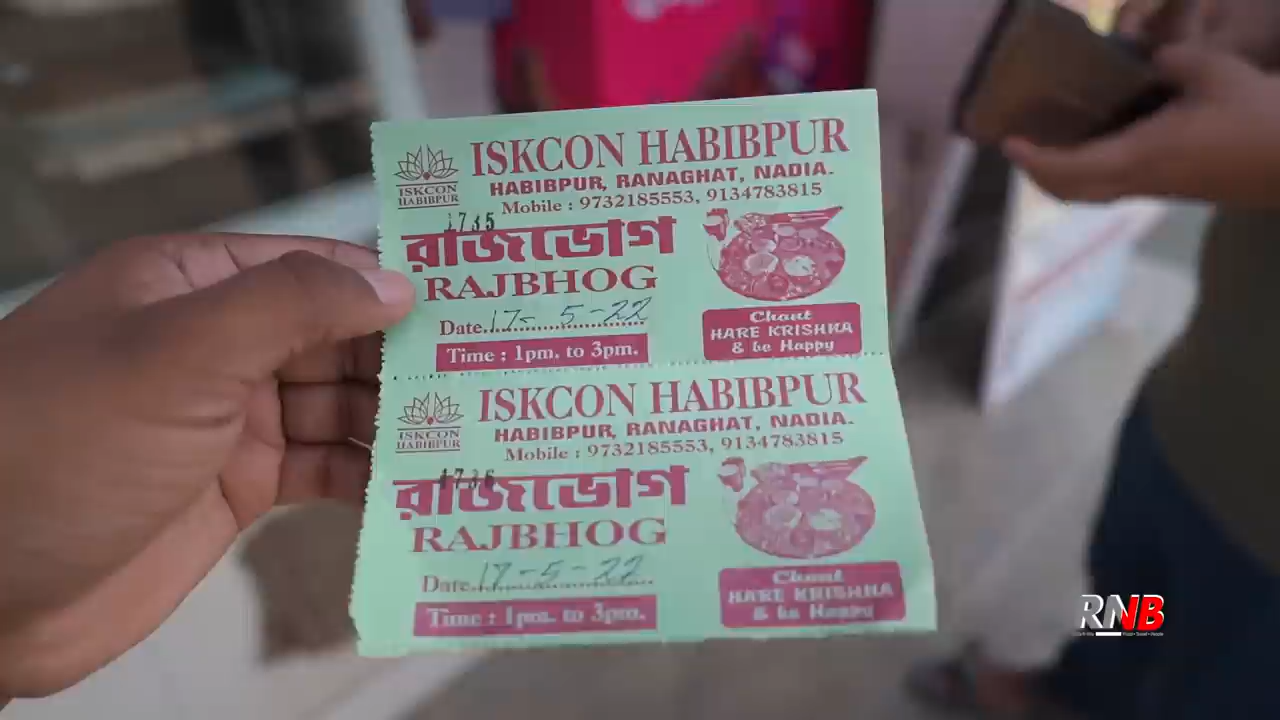 ISKCON HABIBPUR
ISKCON
HABIBPUR
HABIBPUR, RANAGHAT, NADIA.
Mobile : 9732185553, 9134783815
1735
রাজভোগ
RAJBHOG
Date 17-5-22
Time : 1pm. to 3pm.
Chant
HARE KRISHNA
& be Happy
ISKCON HABIBPUR
ISKCON
HABIBPUR
HABIBPUR, RANAGHAT, NADIA.
Mobile : 9732185553, 9134783815
1736
রাজভোগ
RAJBHOG
Date 17-5-22
Time : 1pm. to 3pm.
Chant
HARE KRISHNA
& be Happy
RNB